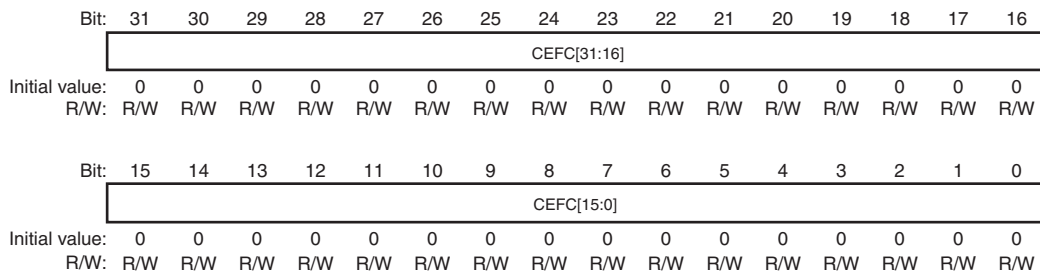 Bit: 31 30 29 28 27 26 25 24 23 22 21 20 19 18 17 16
CEFC[31:16]
Initial value: 0 0 0 0 0 0 0 0 0 0 0 0 0 0 0 0
R/W: R/W R/W R/W R/W R/W R/W R/W R/W R/W R/W R/W R/W R/W R/W R/W R/W
Bit: 15 14 13 12 11 10 9 8 7 6 5 4 3 2 1 0
CEFC[15:0]
Initial value: 0 0 0 0 0 0 0 0 0 0 0 0 0 0 0 0
R/W: R/W R/W R/W R/W R/W R/W R/W R/W R/W R/W R/W R/W R/W R/W R/W R/W